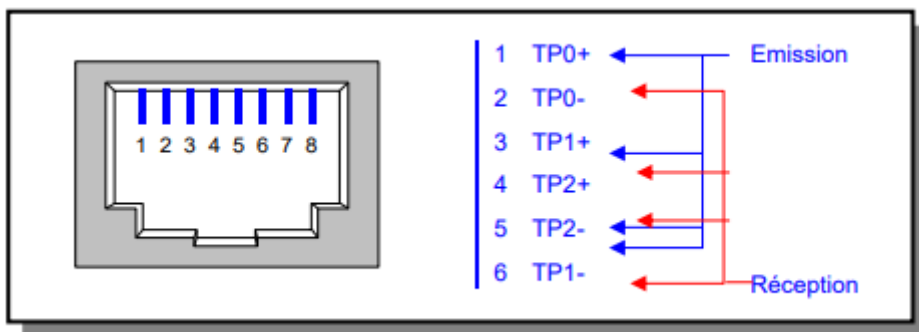 1 2 3 4 5 6 7 8
1 TP0+ Emission
2 TP0-
3 TP1+
4 TP2+
5 TP2-
6 TP1-
Réception